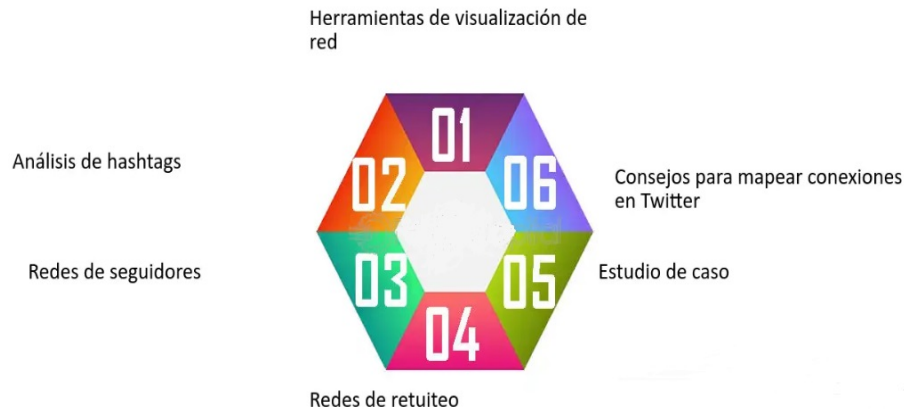 Herramientas de visualización de
red
01
Análisis de hashtags
02
06
Consejos para mapear conexiones
en Twitter
Redes de seguidores
03
05
Estudio de caso
04
Redes de retuiteo